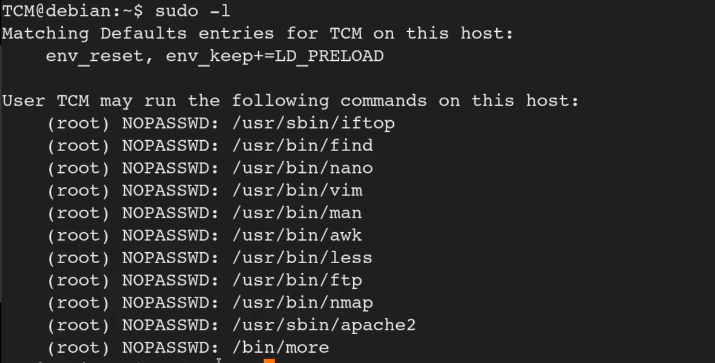 TCM@debian:~$ sudo -l
Matching Defaults entries for TCM on this host:
    env_reset, env_keep+=LD_PRELOAD

User TCM may run the following commands on this host:
    (root) NOPASSWD: /usr/sbin/iftop
    (root) NOPASSWD: /usr/bin/find
    (root) NOPASSWD: /usr/bin/nano
    (root) NOPASSWD: /usr/bin/vim
    (root) NOPASSWD: /usr/bin/man
    (root) NOPASSWD: /usr/bin/awk
    (root) NOPASSWD: /usr/bin/less
    (root) NOPASSWD: /usr/bin/ftp
    (root) NOPASSWD: /usr/bin/nmap
    (root) NOPASSWD: /usr/sbin/apache2
    (root) NOPASSWD: /bin/more